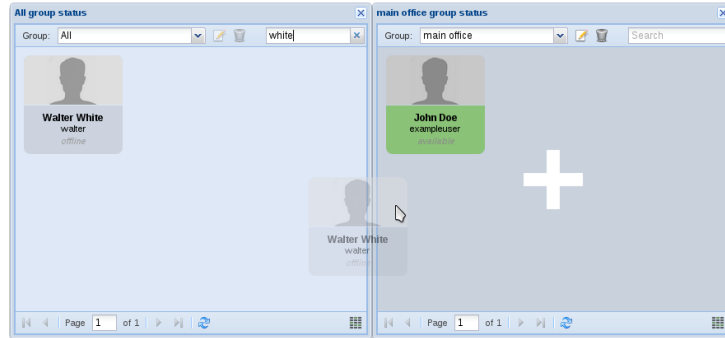 All group status
Group: All white
Walter White
walter
offline
Walter White
walter
offline
Page 1 of 1
main office group status
Group: main office Search
John Doe
exampleuser
available
Page 1 of 1